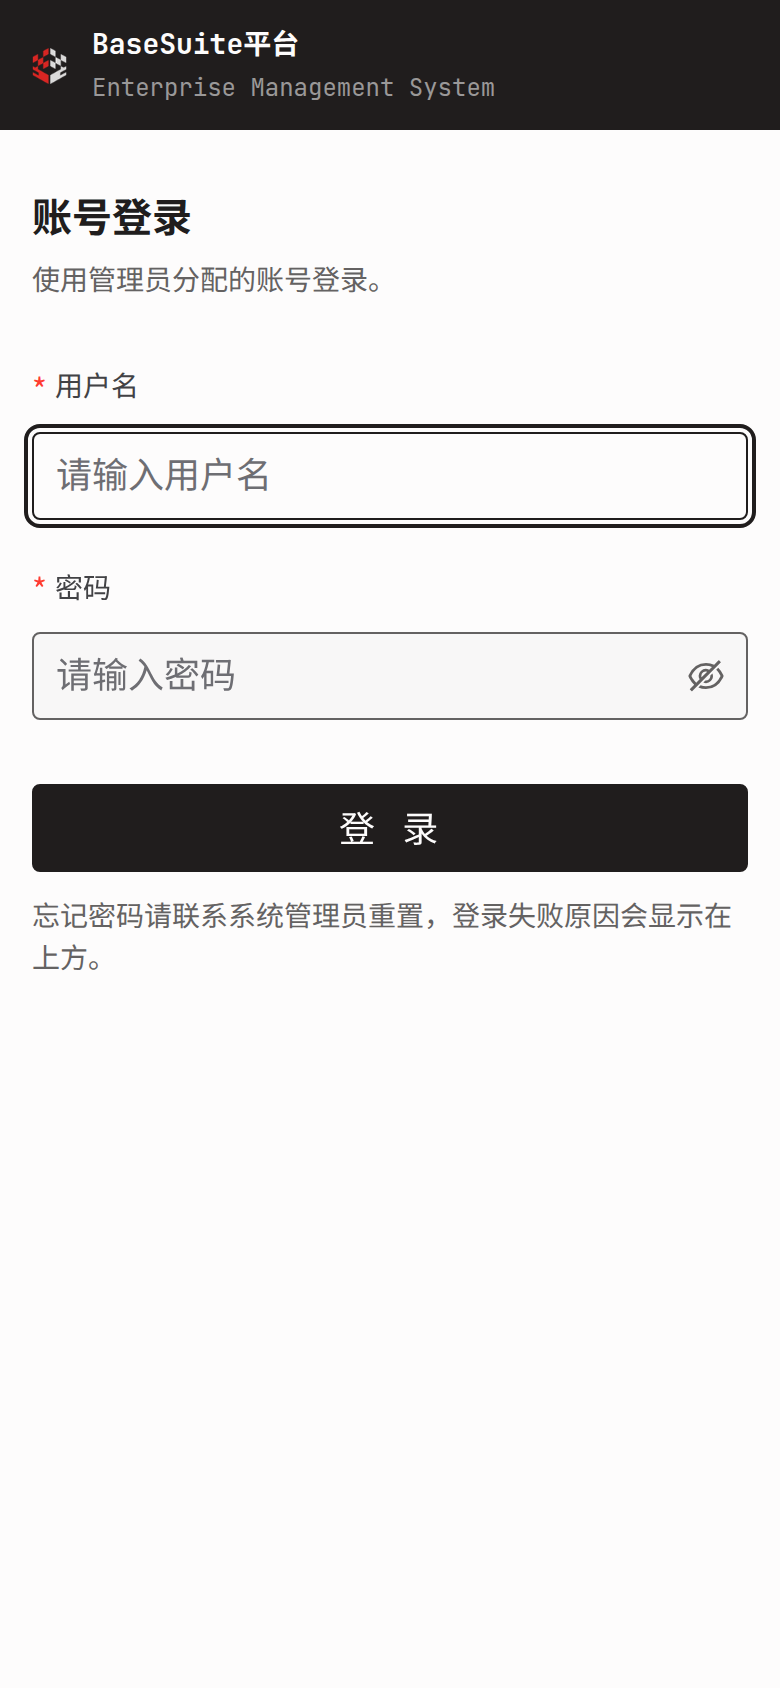 BaseSuite平台
Enterprise Management System
账号登录
使用管理员分配的账号登录。
* 用户名
请输入用户名
* 密码
请输入密码
登 录
忘记密码请联系系统管理员重置，登录失败原因会显示在
上方。